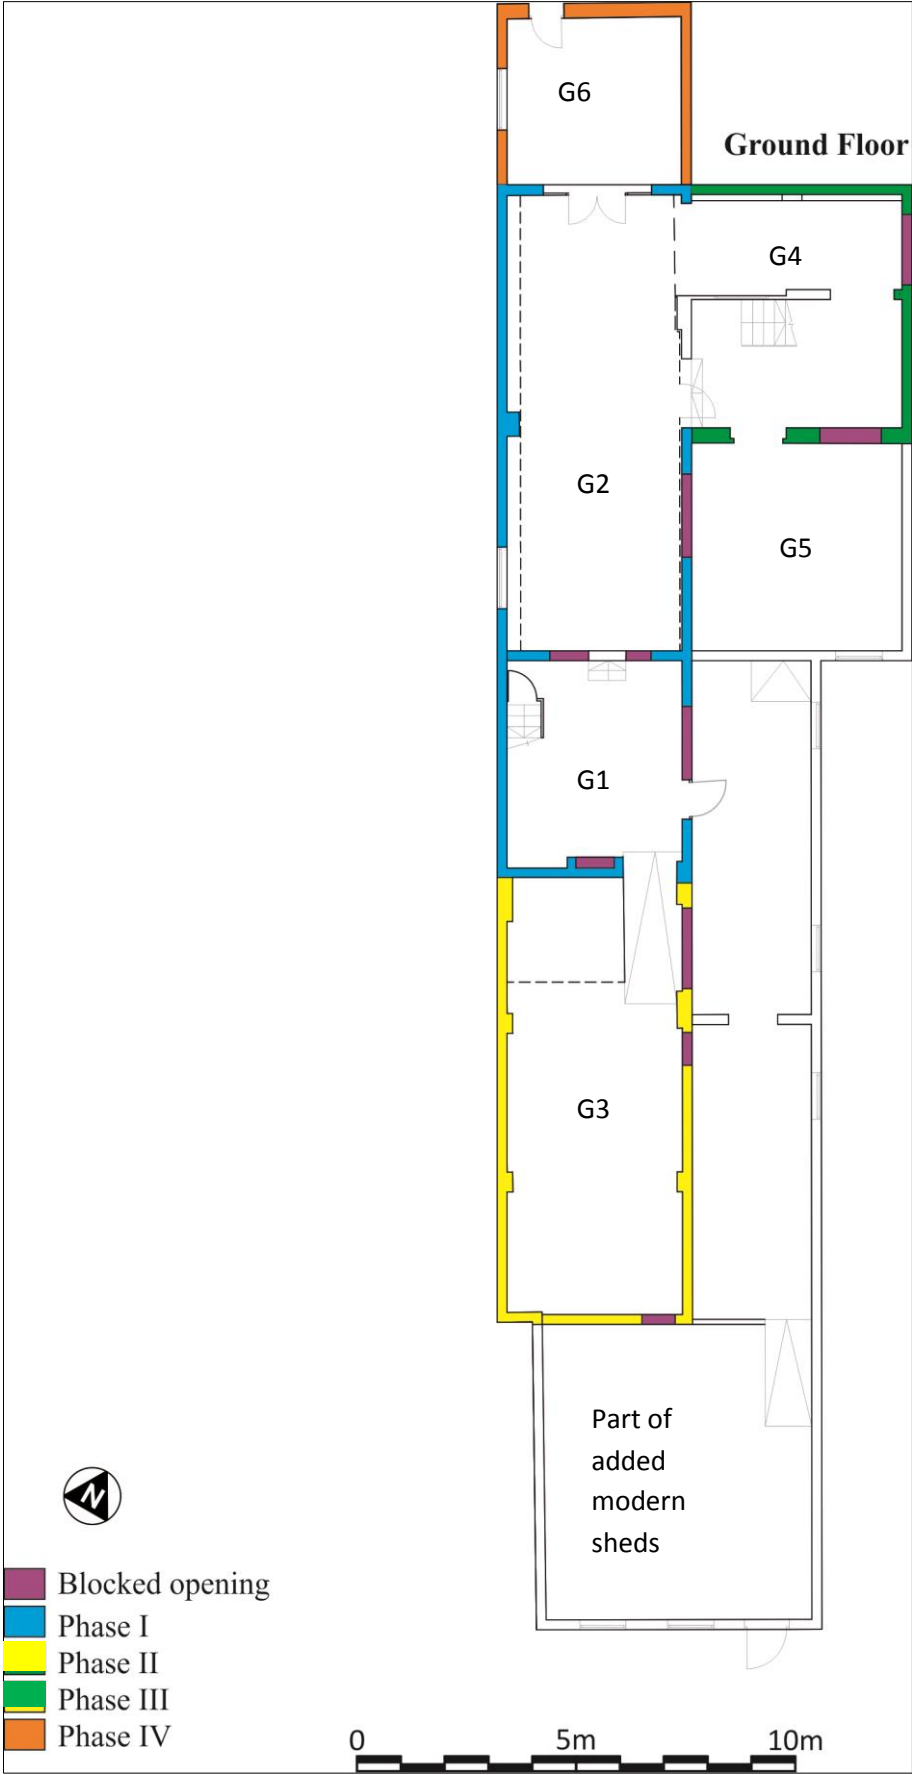 G6
Ground Floor
G4
G2
G5
G1
G3
Part of
added
modern
sheds
N
Blocked opening
Phase I
Phase II
Phase III
Phase IV
0 5m 10m